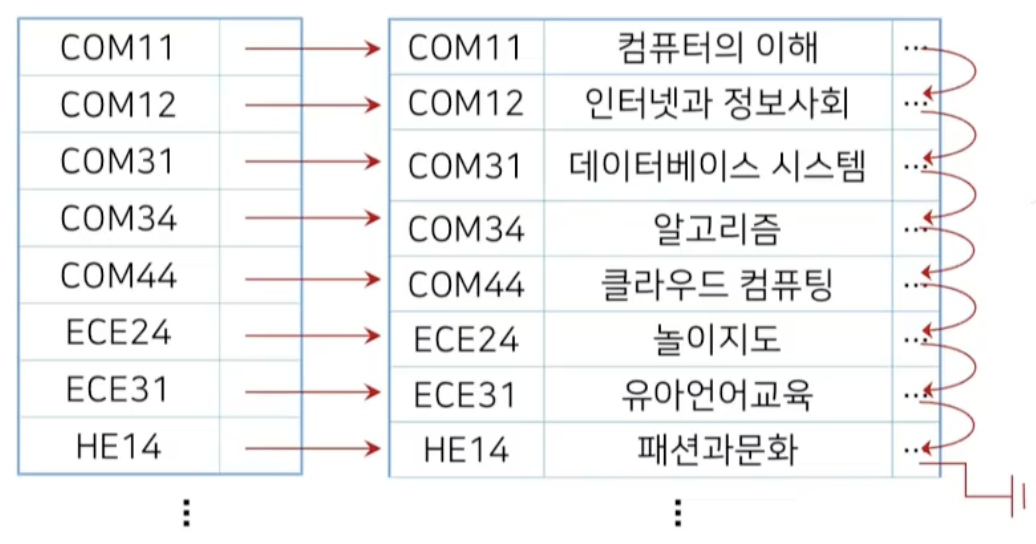 COM11 COM11 컴퓨터의 이해 ...
COM12 COM12 인터넷과 정보사회 ...
COM31 COM31 데이터베이스 시스템 ...
COM34 COM34 알고리즘 ...
COM44 COM44 클라우드 컴퓨팅 ...
ECE24 ECE24 놀이지도 ...
ECE31 ECE31 유아언어교육 ...
HE14 HE14 패션과문화 ...
⋮ ⋮